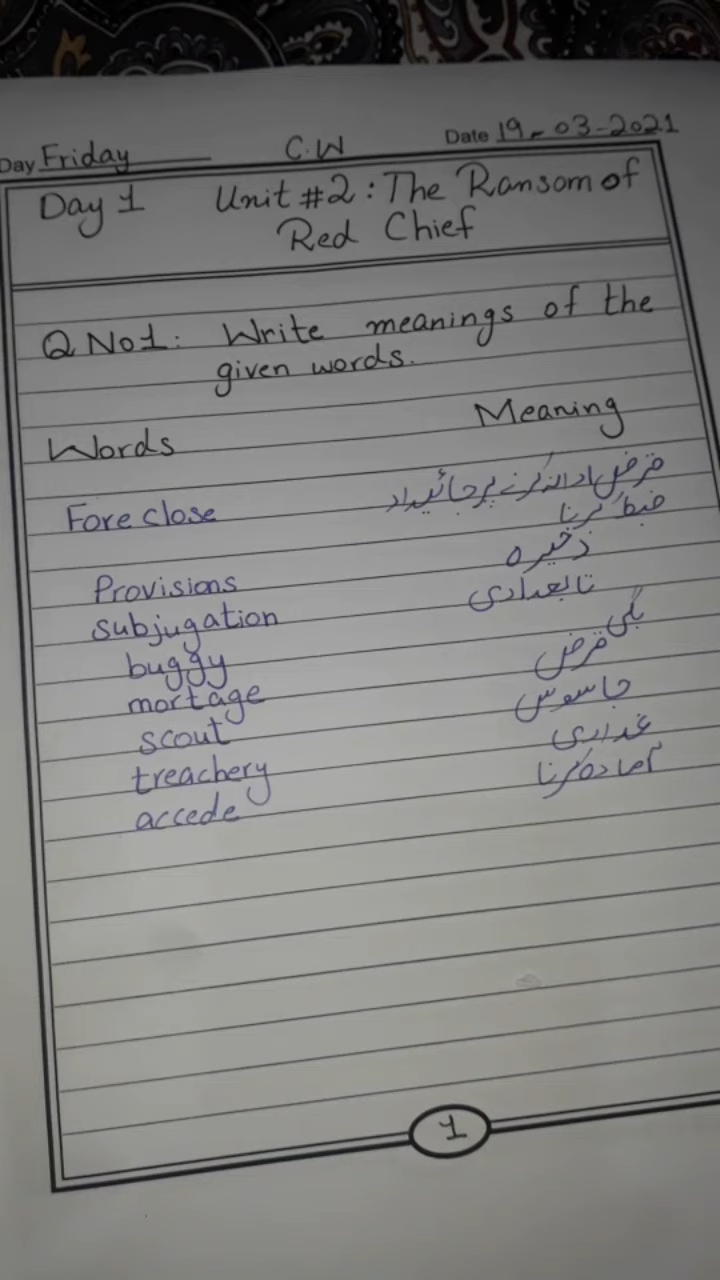 Day Friday C.W Date 19-03-2021
Day 1 Unit #2: The Ransom of
Red Chief
Q No1: Write meanings of the
given words.
Words Meaning
Fore close قرض ادا نہ کرنے پر جائیداد
ضبط کرنا
Provisions ذخیرہ
subjugation تابعداری
buggy بگی
mortage قرض
scout جاسوس
treachery غداری
accede آمادہ کرنا
1